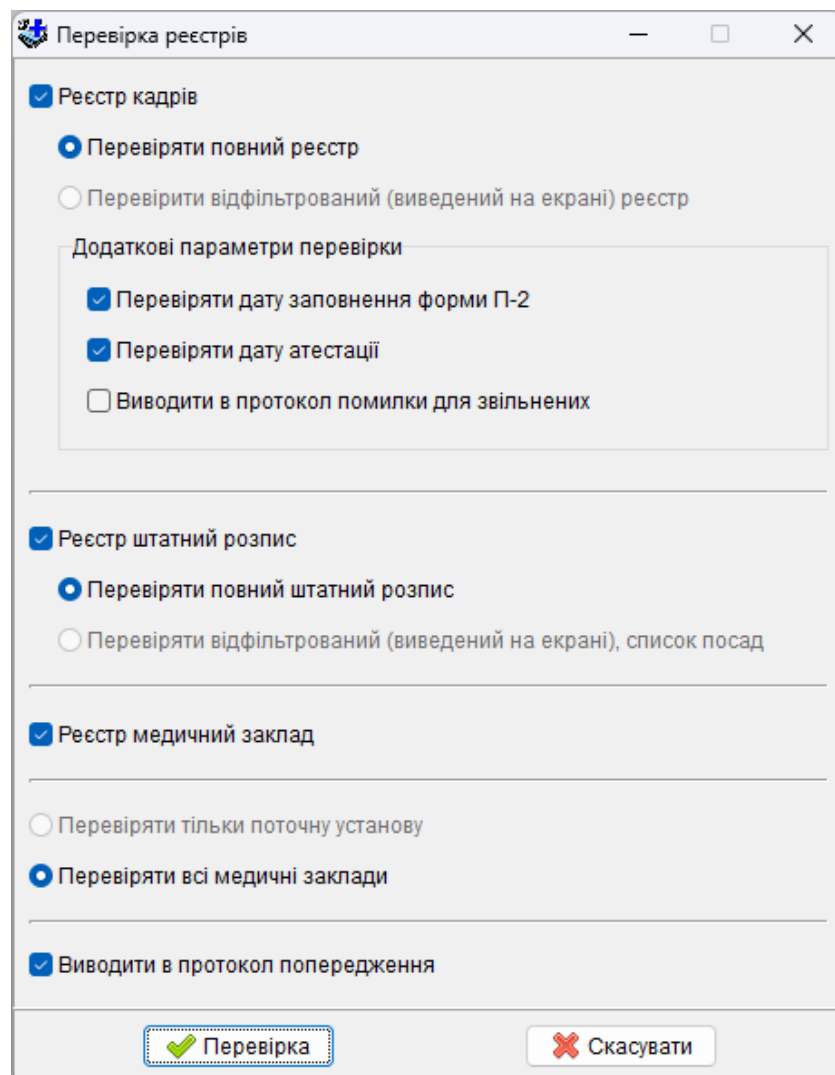 Перевірка реєстрів
Реєстр кадрів
Перевіряти повний реєстр
Перевірити відфільтрований (виведений на екрані) реєстр
Додаткові параметри перевірки
Перевіряти дату заповнення форми П-2
Перевіряти дату атестації
Виводити в протокол помилки для звільнених
Реєстр штатний розпис
Перевіряти повний штатний розпис
Перевіряти відфільтрований (виведений на екрані), список посад
Реєстр медичний заклад
Перевіряти тільки поточну установу
Перевіряти всі медичні заклади
Виводити в протокол попередження
Перевірка Скасувати